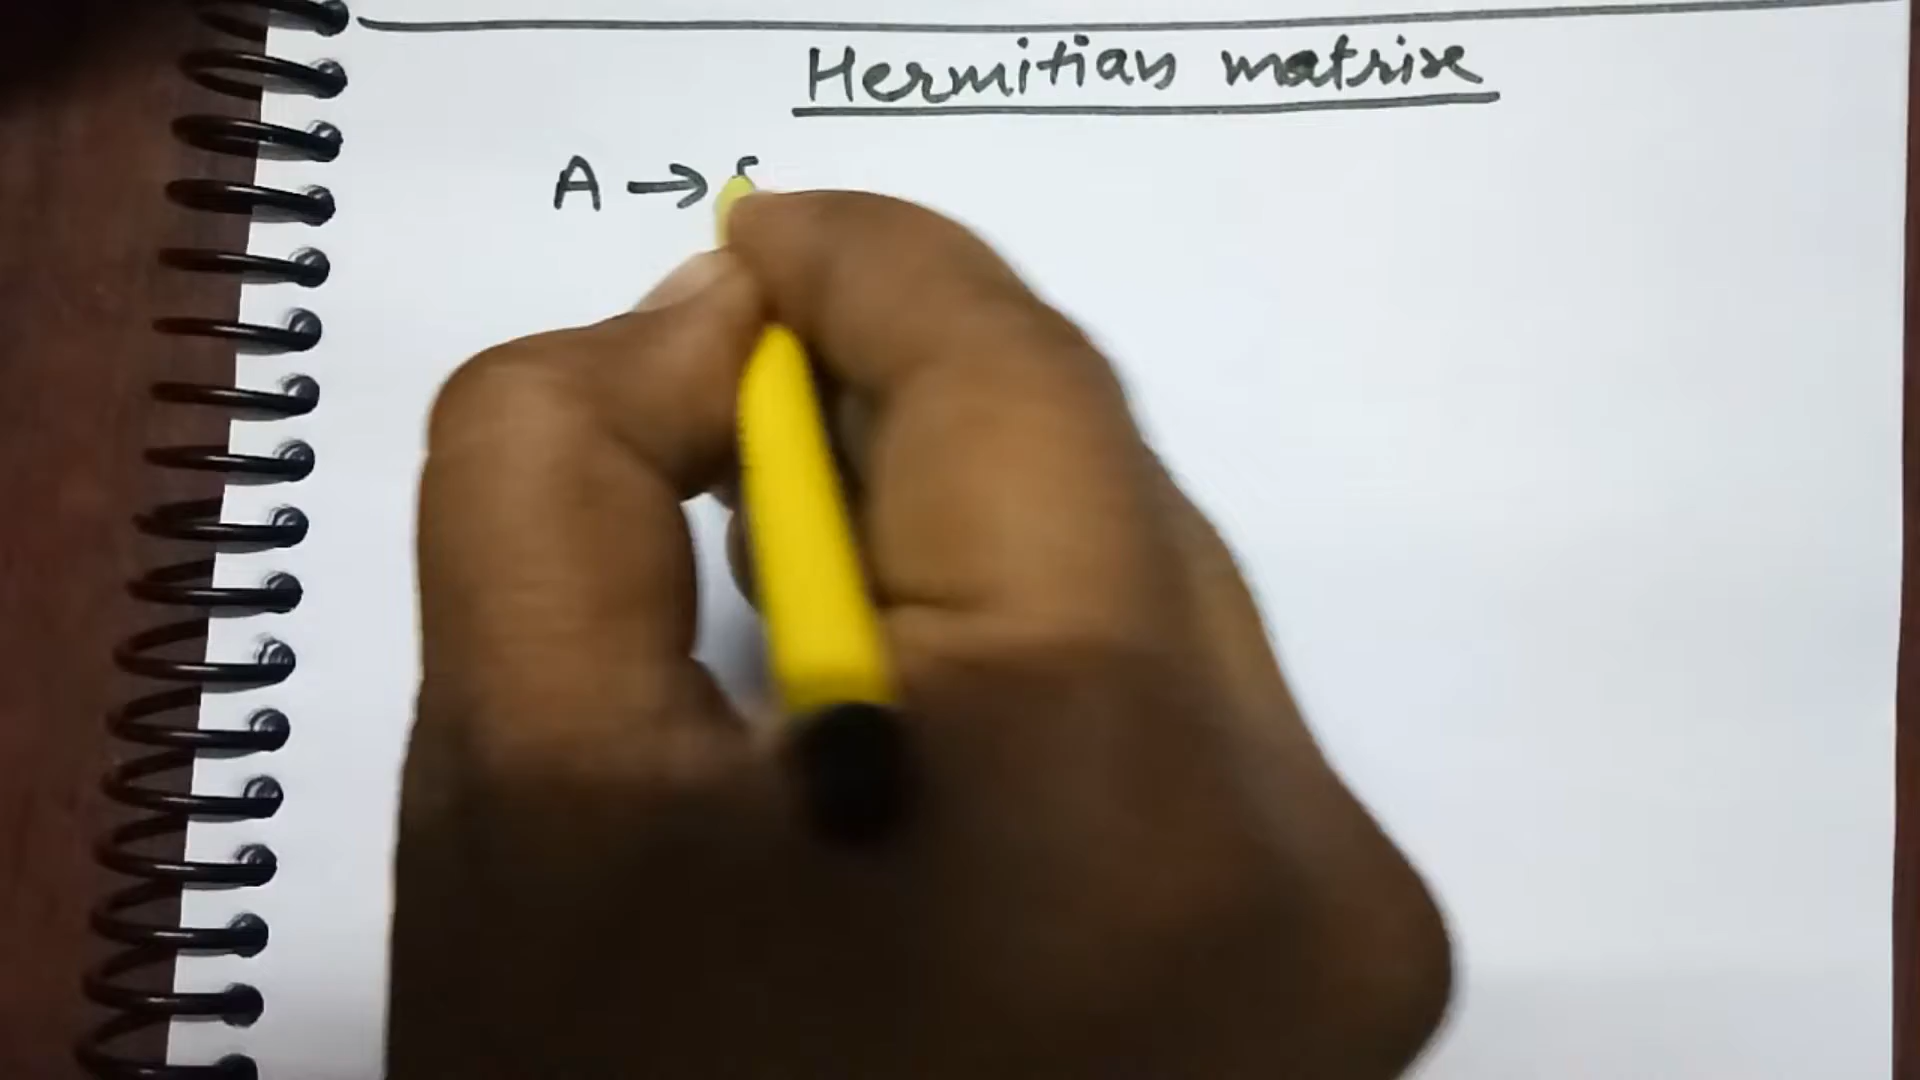 Hermitian matrix
A →